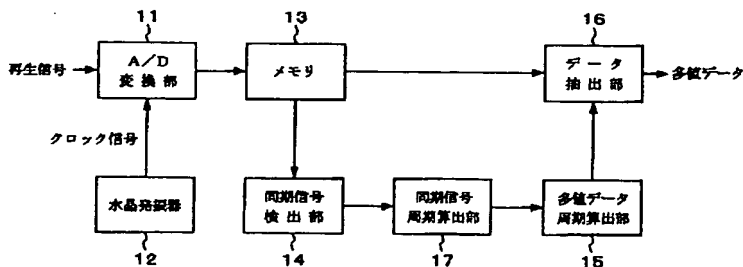 11
13
16
再生信号
A/D
変換部
メモリ
データ
抽出部
多値データ
クロック信号
水晶発振器
同期信号
検出部
同期信号
周期算出部
多値データ
周期算出部
12
14
17
15